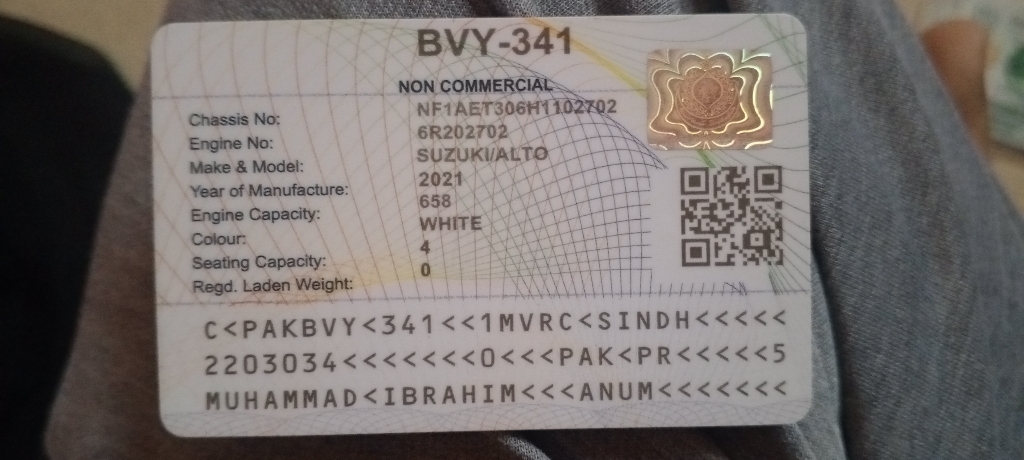 BVY-341
NON COMMERCIAL
Chassis No: NF1AET306H1102702
Engine No: 6R202702
Make & Model: SUZUKI/ALTO
Year of Manufacture: 2021
Engine Capacity: 658
Colour: WHITE
Seating Capacity: 4
Regd. Laden Weight: 0
C<PAKBVY<341<<1MVRC<SINDH<<<<<
2203034<<<<<<<0<<<PAK<PR<<<<<5
MUHAMMAD<IBRAHIM<<<ANUM<<<<<<<